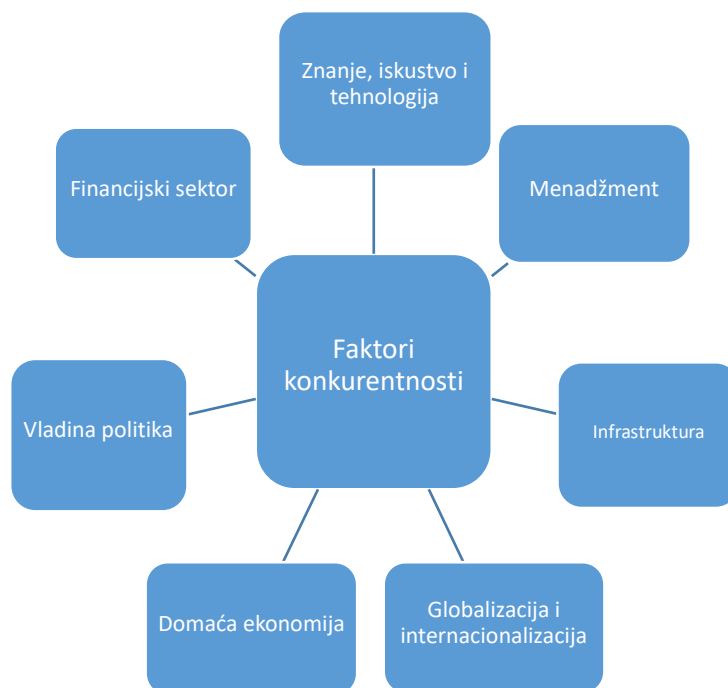 Znanje, iskustvo i
tehnologija
Financijski sektor
Menadžment
Faktori
konkurentnosti
Vladina politika
Infrastruktura
Domaća ekonomija
Globalizacija i
internacionalizacija